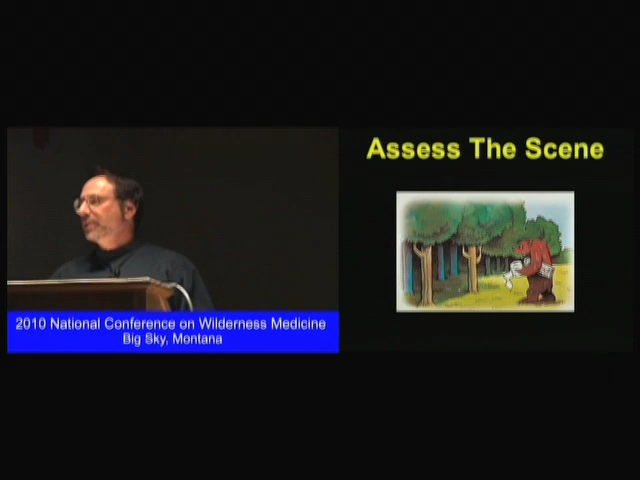 Assess The Scene
2010 National Conference on Wilderness Medicine
Big Sky, Montana